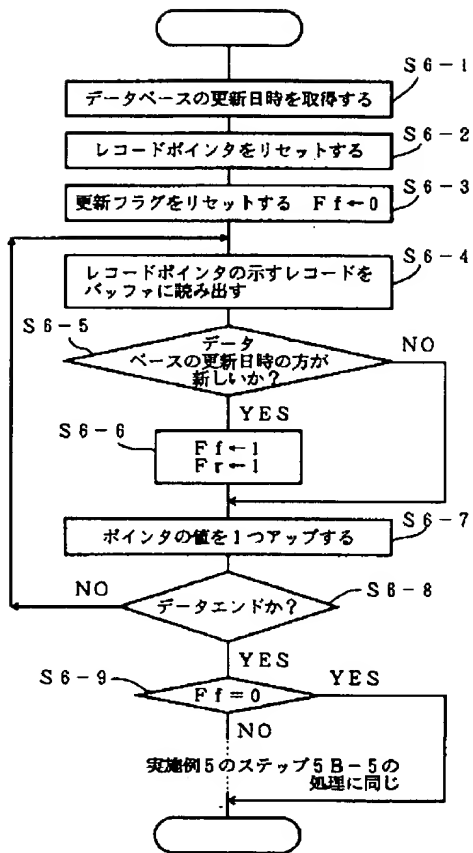 S6-1
データベースの更新日時を取得する
S6-2
レコードポインタをリセットする
S6-3
更新フラグをリセットする Ff←0
S6-4
レコードポインタの示すレコードを
バッファに読み出す
S6-5
データ
ベースの更新日時の方が
新しいか?
NO
YES
S6-6
Ff←1
Fr←1
S6-7
ポインタの値を1つアップする
NO
データエンドか?
S6-8
YES
S6-9
Ff=0
YES
NO
実施例5のステップ5B-5の
処理に同じ